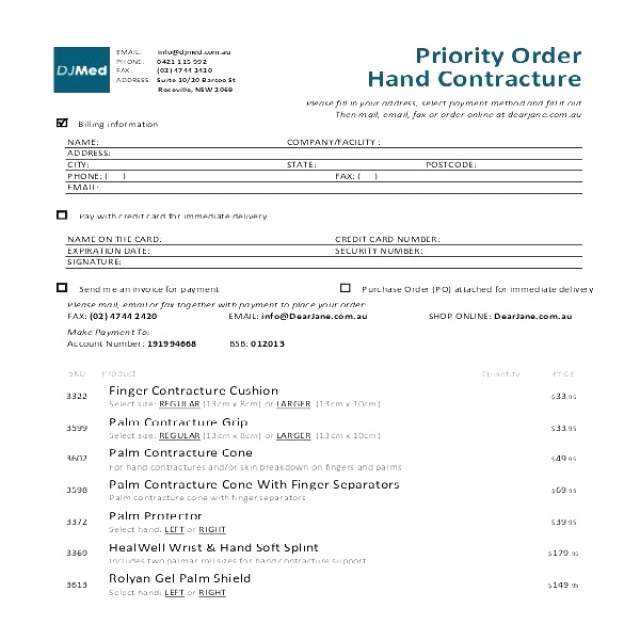 DJMed
EMAIL: info@djmed.com.au
PHONE: 0421 115 992
FAX: (02) 4744 2420
ADDRESS: Suite 10/20 Barcoo St
Roseville, NSW 2069
Priority Order
Hand Contracture
Please fill in your address, select payment method and fill it out
Then mail, email, fax or order online at dearjane.com.au
Billing information
NAME: COMPANY/FACILITY :
ADDRESS:
CITY: STATE: POSTCODE:
PHONE: ( ) FAX: ( )
EMAIL:
Pay with credit card for immediate delivery
NAME ON THE CARD: CREDIT CARD NUMBER:
EXPIRATION DATE: SECURITY NUMBER:
SIGNATURE:
Send me an invoice for payment Purchase Order (PO) attached for immediate delivery
Please mail, email or fax together with payment to place your order:
FAX: (02) 4744 2420 EMAIL: info@DearJane.com.au SHOP ONLINE: DearJane.com.au
Make Payment To:
Account Number: 191994668 BSB: 012013
SKU Product Quantity PRICE
3322 Finger Contracture Cushion $33.95
Select size: REGULAR (13cm x 8cm) or LARGER (13cm x 10cm)
3599 Palm Contracture Grip $33.95
Select size: REGULAR (13cm x 8cm) or LARGER (13cm x 10cm)
3602 Palm Contracture Cone $49.95
For hand contractures and/or skin breakdown on fingers and palms
3598 Palm Contracture Cone With Finger Separators $69.95
Palm contracture cone with finger separators
3372 Palm Protector $39.95
Select hand: LEFT or RIGHT
3360 HealWell Wrist & Hand Soft Splint $179.95
Includes two palmar roll sizes for hand contracture support
3613 Rolyan Gel Palm Shield $149.95
Select hand: LEFT or RIGHT